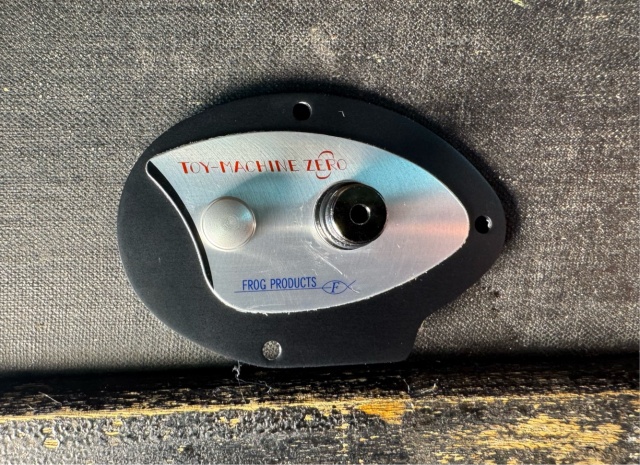 TOY-MACHINE ZERO
FROG PRODUCTS F